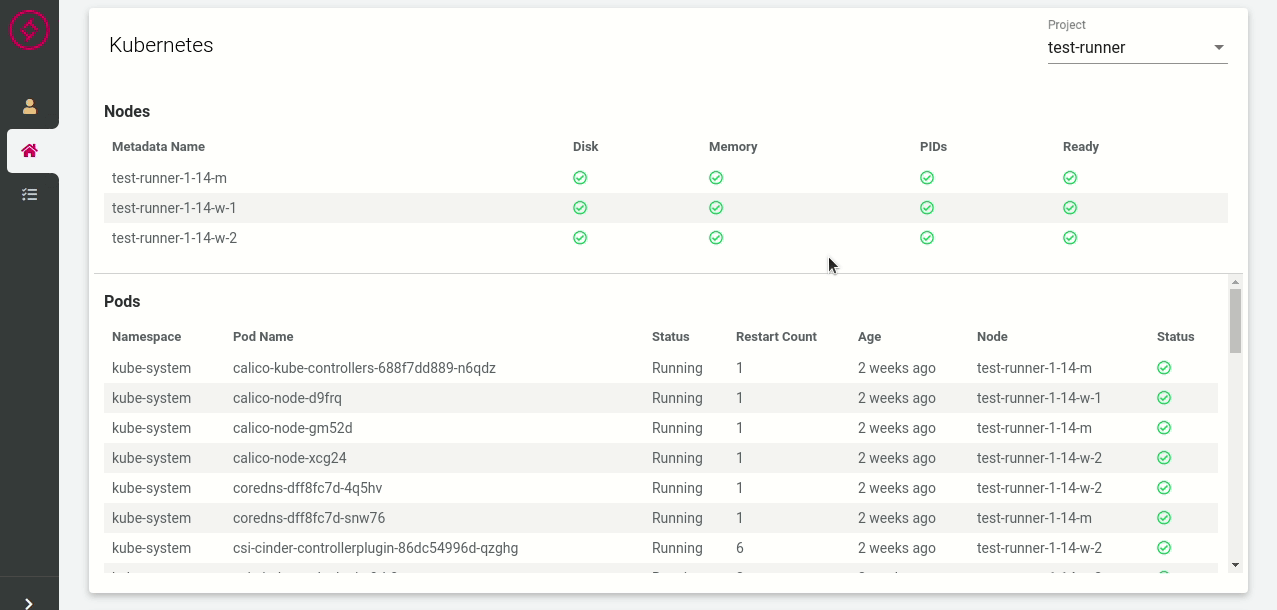 Kubernetes
Project
test-runner
Nodes
Metadata Name Disk Memory PIDs Ready
test-runner-1-14-m
test-runner-1-14-w-1
test-runner-1-14-w-2
Pods
Namespace Pod Name Status Restart Count Age Node Status
kube-system calico-kube-controllers-688f7dd889-n6qdz Running 1 2 weeks ago test-runner-1-14-m
kube-system calico-node-d9frq Running 1 2 weeks ago test-runner-1-14-w-1
kube-system calico-node-gm52d Running 1 2 weeks ago test-runner-1-14-m
kube-system calico-node-xcg24 Running 1 2 weeks ago test-runner-1-14-w-2
kube-system coredns-dff8fc7d-4q5hv Running 1 2 weeks ago test-runner-1-14-w-2
kube-system coredns-dff8fc7d-snw76 Running 1 2 weeks ago test-runner-1-14-m
kube-system csi-cinder-controllerplugin-86dc54996d-qzghg Running 6 2 weeks ago test-runner-1-14-w-2